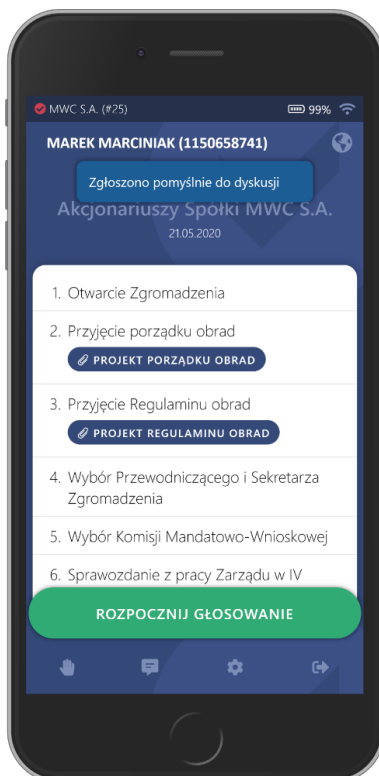 MWC S.A. (#25) 99%
MAREK MARCINIAK (1150658741)
Zgłoszono pomyślnie do dyskusji
Akcjonariuszy Spółki MWC S.A.
21.05.2020
1. Otwarcie Zgromadzenia
2. Przyjęcie porządku obrad
PROJEKT PORZĄDKU OBRAD
3. Przyjęcie Regulaminu obrad
PROJEKT REGULAMINU OBRAD
4. Wybór Przewodniczącego i Sekretarza
Zgromadzenia
5. Wybór Komisji Mandatowo-Wnioskowej
6. Sprawozdanie z pracy Zarządu w IV
ROZPOCZNIJ GŁOSOWANIE